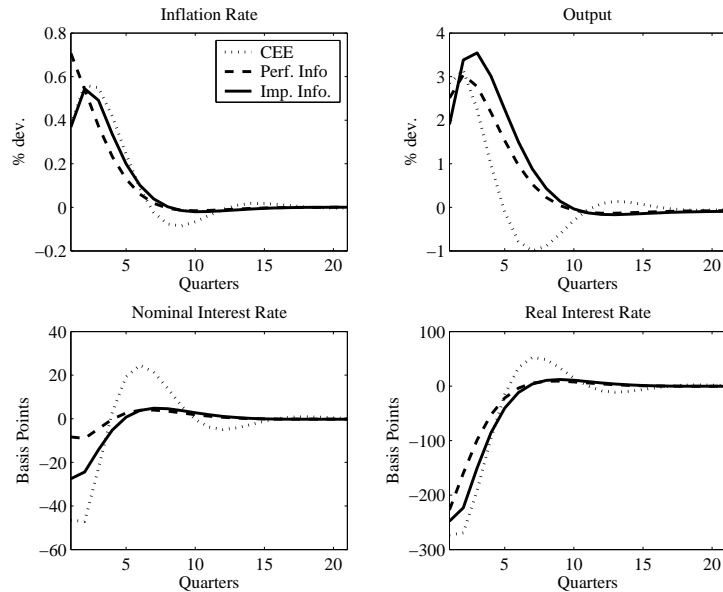 Inflation Rate
0.8
0.6
0.4
0.2
0
−0.2
% dev.
CEE
Perf. Info
Imp. Info.
5
10
15
20
Quarters
Output
4
3
2
1
0
−1
% dev.
5
10
15
20
Quarters
Nominal Interest Rate
40
20
0
−20
−40
−60
Basis Points
5
10
15
20
Quarters
Real Interest Rate
100
0
−100
−200
−300
Basis Points
5
10
15
20
Quarters